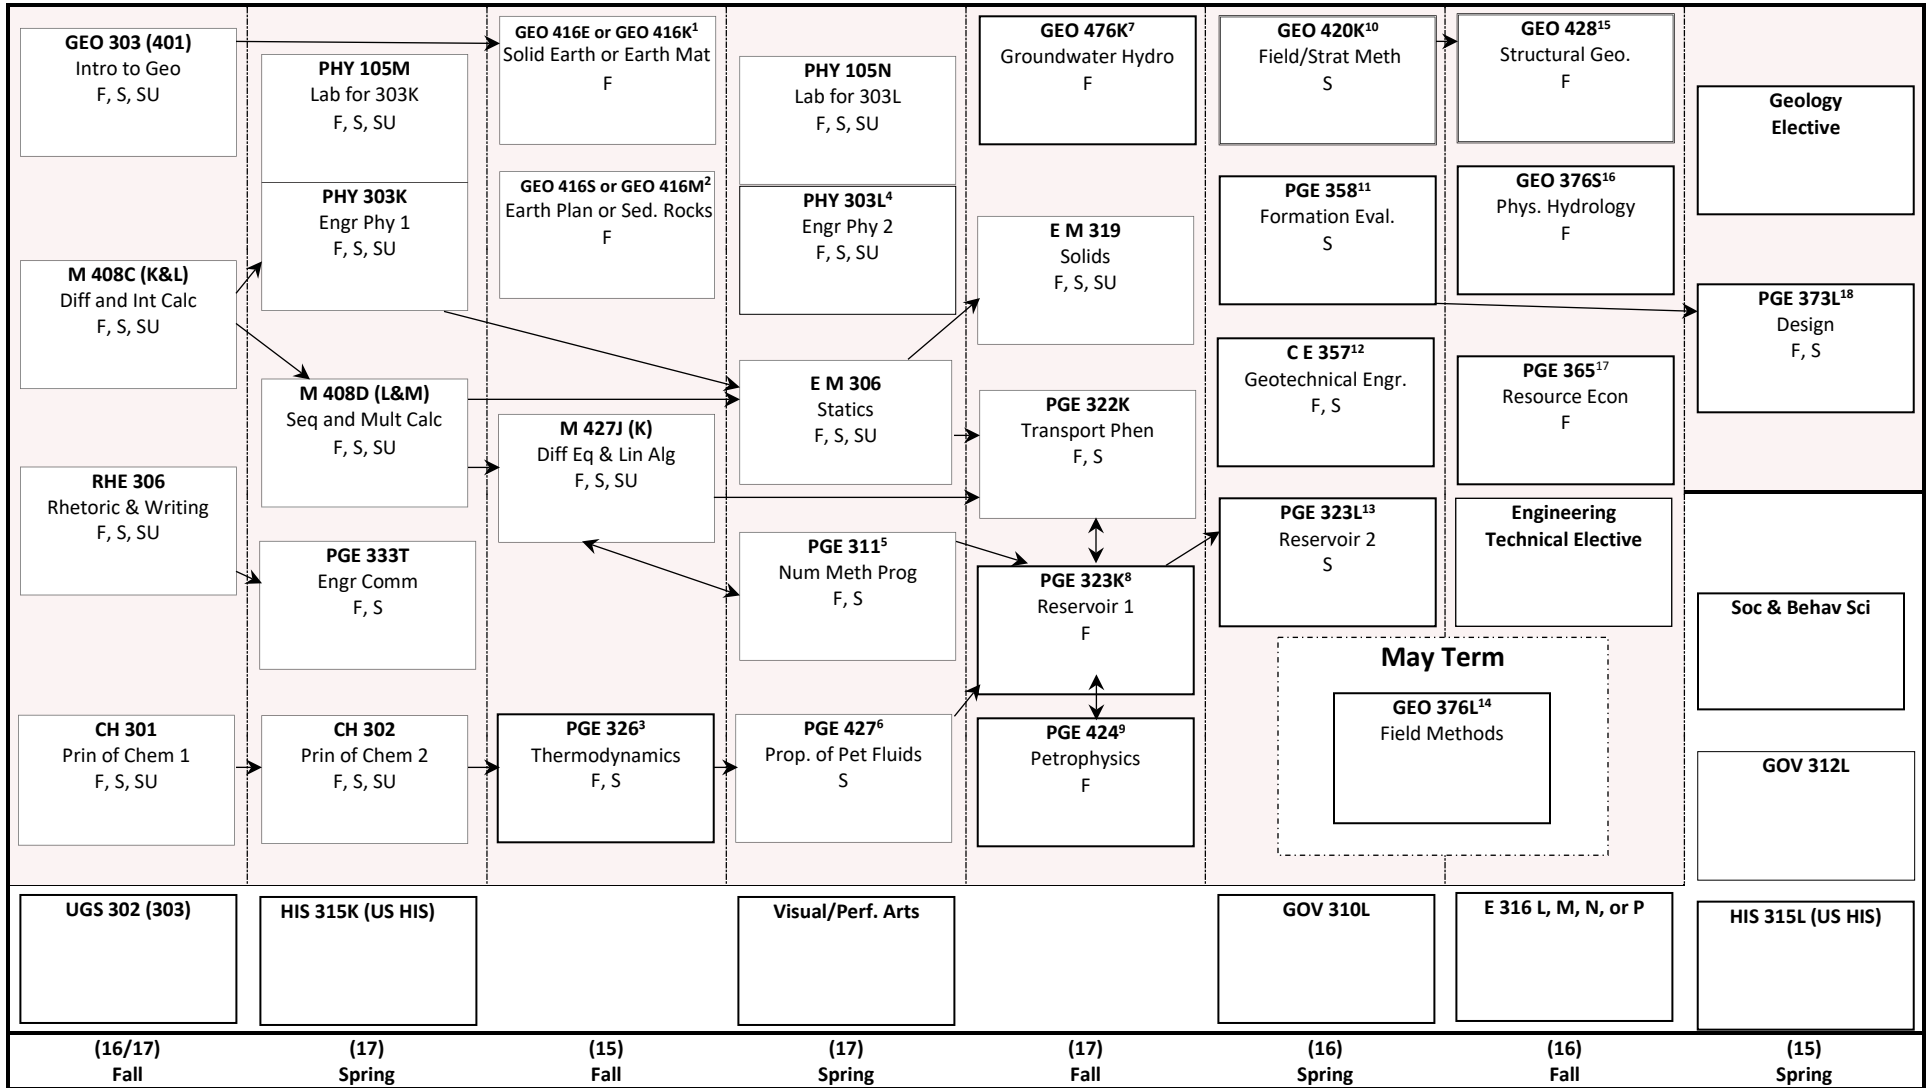 GEO 303 (401)
Intro to Geo
F, S, SU
M 408C (K&L)
Diff and Int Calc
F, S, SU
RHE 306
Rhetoric & Writing
F, S, SU
CH 301
Prin of Chem 1
F, S, SU
UGS 302 (303)
(16/17)
Fall
PHY 105M
Lab for 303K
F, S, SU
PHY 303K
Engr Phy 1
F, S, SU
M 408D (L&M)
Seq and Mult Calc
F, S, SU
PGE 333T
Engr Comm
F, S
CH 302
Prin of Chem 2
F, S, SU
HIS 315K (US HIS)
(17)
Spring
GEO 416E or GEO 416K¹
Solid Earth or Earth Mat
F
GEO 416S or GEO 416M²
Earth Plan or Sed. Rocks
F
M 427J (K)
Diff Eq & Lin Alg
F, S, SU
PGE 326³
Thermodynamics
F, S
(15)
Fall
PHY 105N
Lab for 303L
F, S, SU
PHY 303L⁴
Engr Phy 2
F, S, SU
E M 306
Statics
F, S, SU
PGE 311⁵
Num Meth Prog
F, S
PGE 427⁶
Prop. of Pet Fluids
S
Visual/Perf. Arts
(17)
Spring
GEO 476K⁷
Groundwater Hydro
F
E M 319
Solids
F, S, SU
PGE 322K
Transport Phen
F, S
PGE 323K⁸
Reservoir 1
F
PGE 424⁹
Petrophysics
F
(17)
Fall
GEO 420K¹⁰
Field/Strat Meth
S
PGE 358¹¹
Formation Eval.
S
C E 357¹²
Geotechnical Engr.
F, S
PGE 323L¹³
Reservoir 2
S
May Term
GEO 376L¹⁴
Field Methods
GOV 310L
(16)
Spring
GEO 428¹⁵
Structural Geo.
F
GEO 376S¹⁶
Phys. Hydrology
F
PGE 365¹⁷
Resource Econ
F
Engineering
Technical Elective
E 316 L, M, N, or P
(16)
Fall
Geology
Elective
PGE 373L¹⁸
Design
F, S
Soc & Behav Sci
GOV 312L
HIS 315L (US HIS)
(15)
Spring